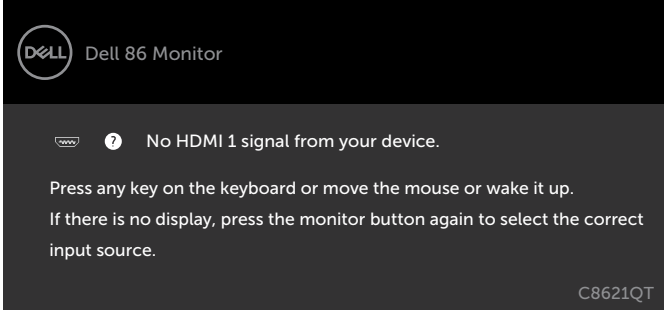 DELL
Dell 86 Monitor
? No HDMI 1 signal from your device.
Press any key on the keyboard or move the mouse or wake it up.
If there is no display, press the monitor button again to select the correct
input source.
C8621QT